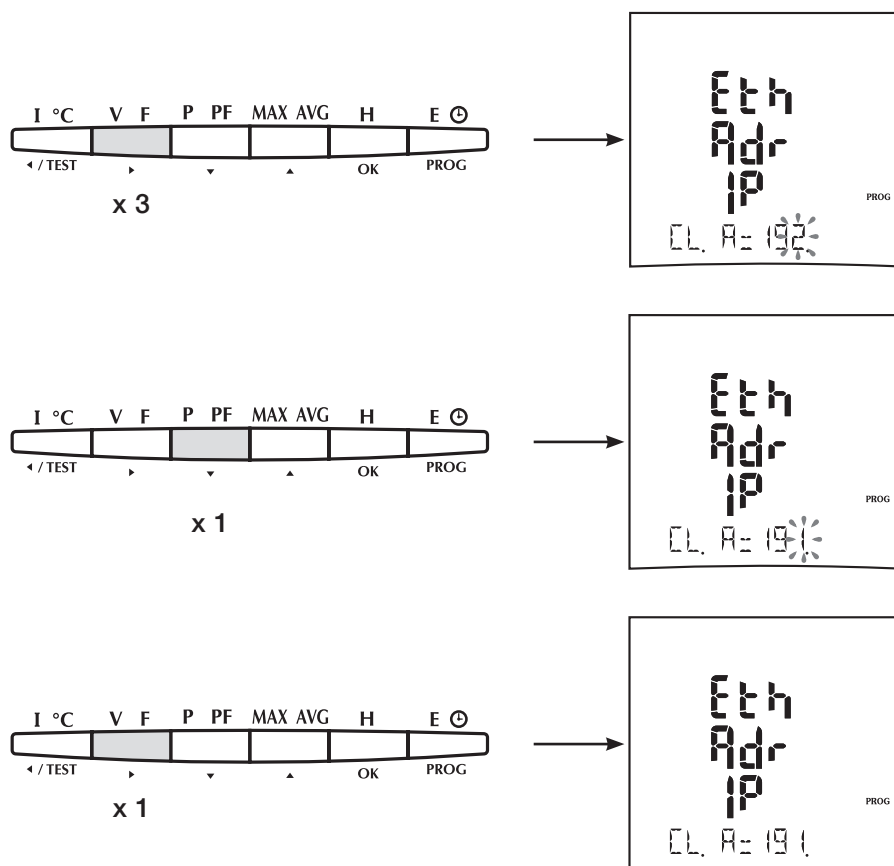 I °C V F P PF MAX AVG H E
/ TEST OK PROG
x 3
Eth
Adr
IP
PROG
CL. A=192.
I °C V F P PF MAX AVG H E
/ TEST OK PROG
x 1
Eth
Adr
IP
PROG
CL. A=191.
I °C V F P PF MAX AVG H E
/ TEST OK PROG
x 1
Eth
Adr
IP
PROG
CL. A=191.